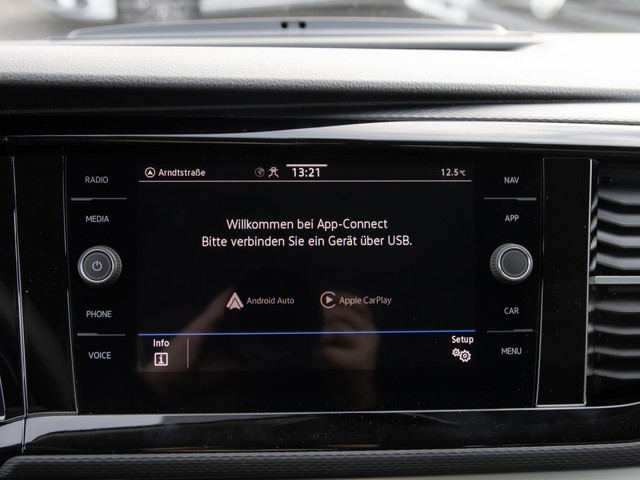 RADIO
MEDIA
PHONE
VOICE
Arndtstraße 13:21 12.5°C
Willkommen bei App-Connect
Bitte verbinden Sie ein Gerät über USB.
Android Auto Apple CarPlay
Info Setup
NAV
APP
CAR
MENU